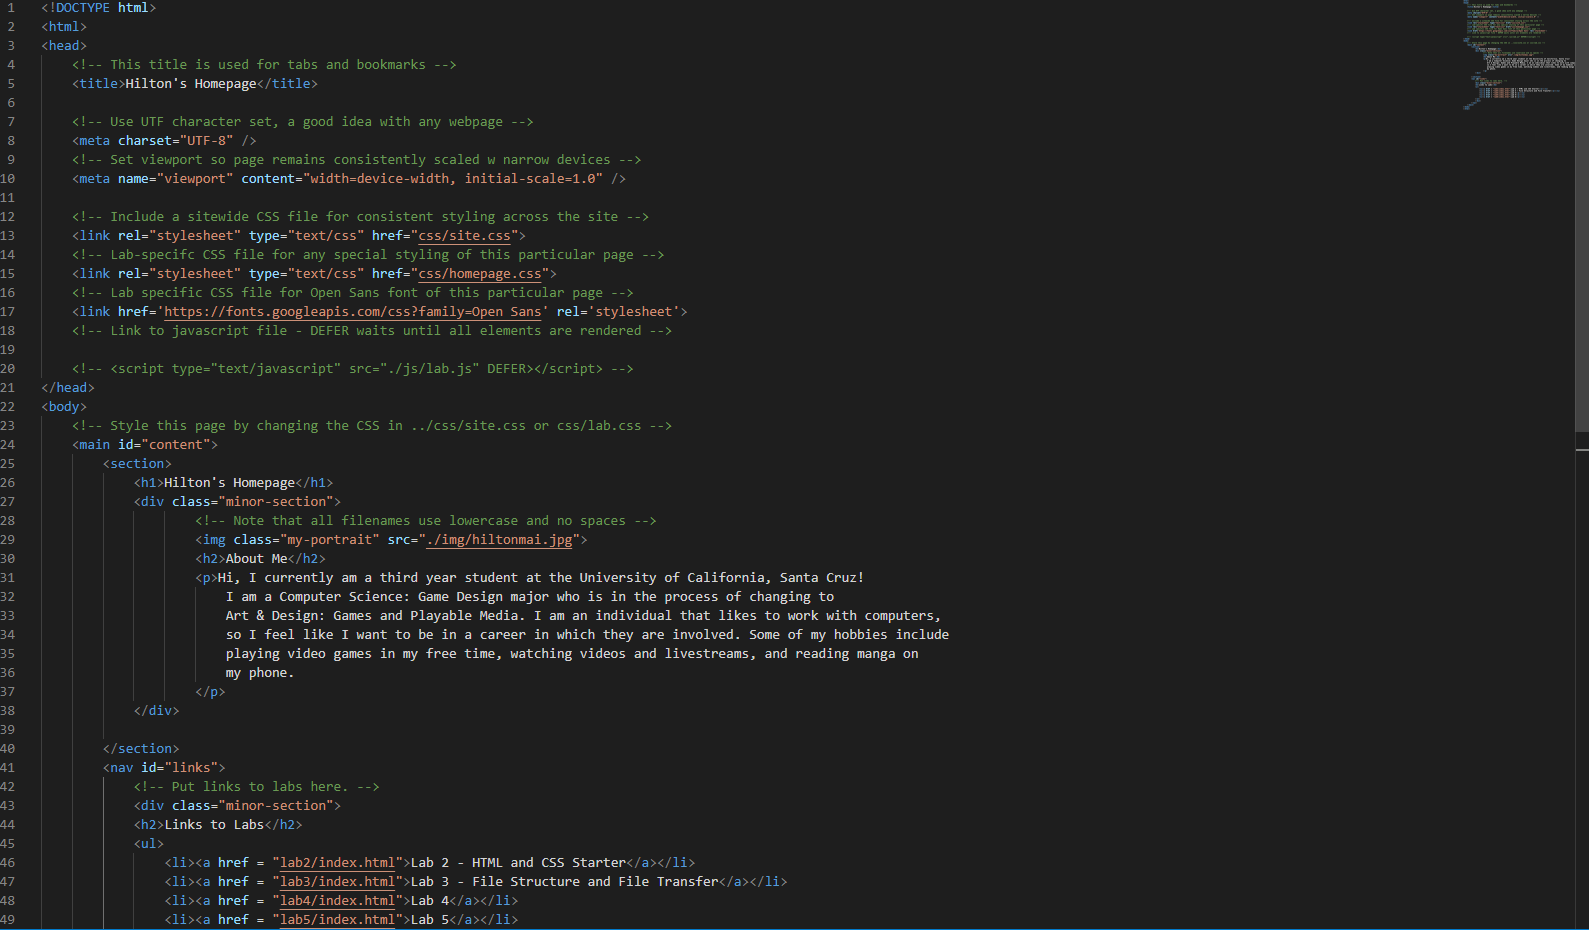 1 <!DOCTYPE html>
2 <html>
3 <head>
4 <!-- This title is used for tabs and bookmarks -->
5 <title>Hilton's Homepage</title>
6
7 <!-- Use UTF character set, a good idea with any webpage -->
8 <meta charset="UTF-8" />
9 <!-- Set viewport so page remains consistently scaled w narrow devices -->
10 <meta name="viewport" content="width=device-width, initial-scale=1.0" />
11
12 <!-- Include a sitewide CSS file for consistent styling across the site -->
13 <link rel="stylesheet" type="text/css" href="css/site.css">
14 <!-- Lab-specifc CSS file for any special styling of this particular page -->
15 <link rel="stylesheet" type="text/css" href="css/homepage.css">
16 <!-- Lab specific CSS file for Open Sans font of this particular page -->
17 <link href='https://fonts.googleapis.com/css?family=Open Sans' rel='stylesheet'>
18 <!-- Link to javascript file - DEFER waits until all elements are rendered -->
19
20 <!-- <script type="text/javascript" src="./js/lab.js" DEFER></script> -->
21 </head>
22 <body>
23 <!-- Style this page by changing the CSS in ../css/site.css or css/lab.css -->
24 <main id="content">
25 <section>
26 <h1>Hilton's Homepage</h1>
27 <div class="minor-section">
28 <!-- Note that all filenames use lowercase and no spaces -->
29 <img class="my-portrait" src="./img/hiltonmai.jpg">
30 <h2>About Me</h2>
31 <p>Hi, I currently am a third year student at the University of California, Santa Cruz!
32 I am a Computer Science: Game Design major who is in the process of changing to
33 Art & Design: Games and Playable Media. I am an individual that likes to work with computers,
34 so I feel like I want to be in a career in which they are involved. Some of my hobbies include
35 playing video games in my free time, watching videos and livestreams, and reading manga on
36 my phone.
37 </p>
38 </div>
39
40 </section>
41 <nav id="links">
42 <!-- Put links to labs here. -->
43 <div class="minor-section">
44 <h2>Links to Labs</h2>
45 <ul>
46 <li><a href = "lab2/index.html">Lab 2 - HTML and CSS Starter</a></li>
47 <li><a href = "lab3/index.html">Lab 3 - File Structure and File Transfer</a></li>
48 <li><a href = "lab4/index.html">Lab 4</a></li>
49 <li><a href = "lab5/index.html">Lab 5</a></li>